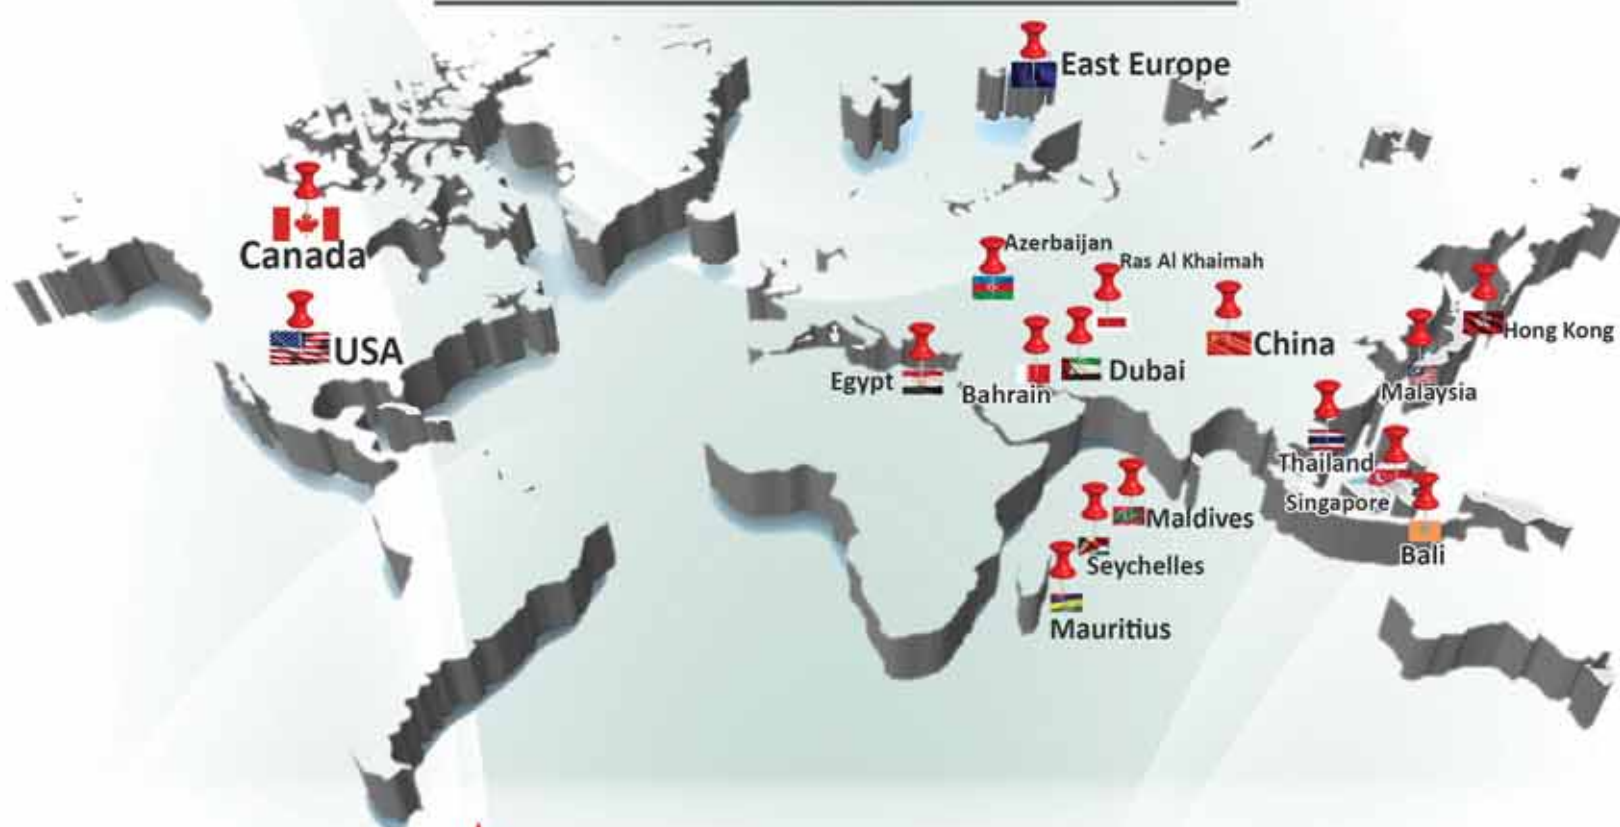 East Europe
Canada
Azerbaijan
Ras Al Khaimah
USA
China
Hong Kong
Egypt
Bahrain
Dubai
Malaysia
Thailand
Singapore
Maldives
Bali
Seychelles
Mauritius